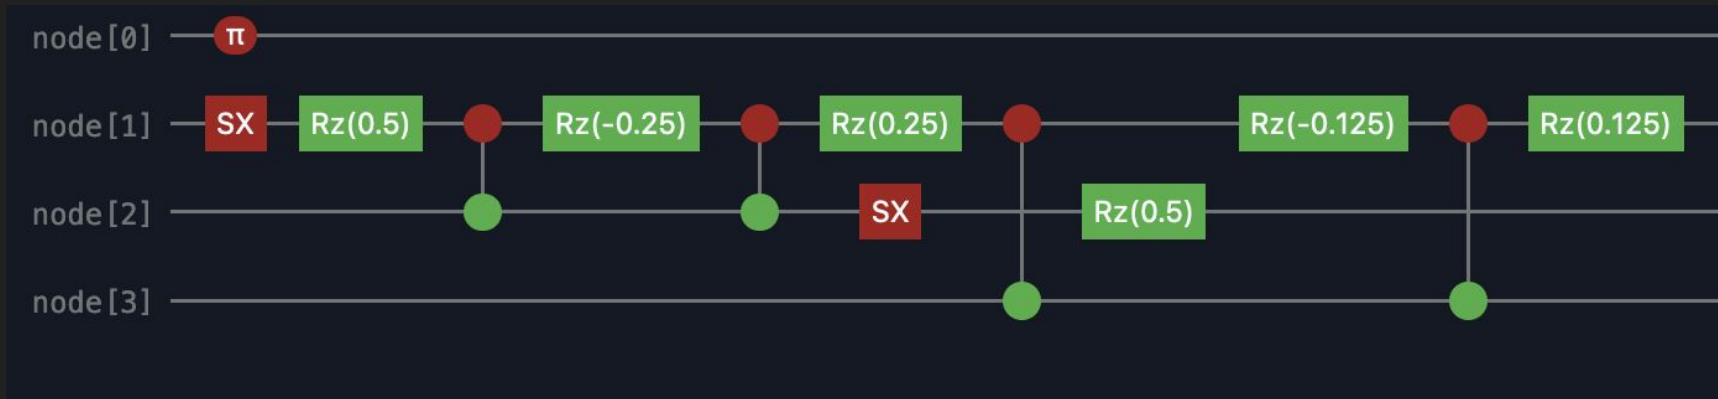 node[0] π
node[1] SX Rz(0.5) Rz(-0.25) Rz(0.25) Rz(-0.125) Rz(0.125)
node[2] SX Rz(0.5)
node[3]